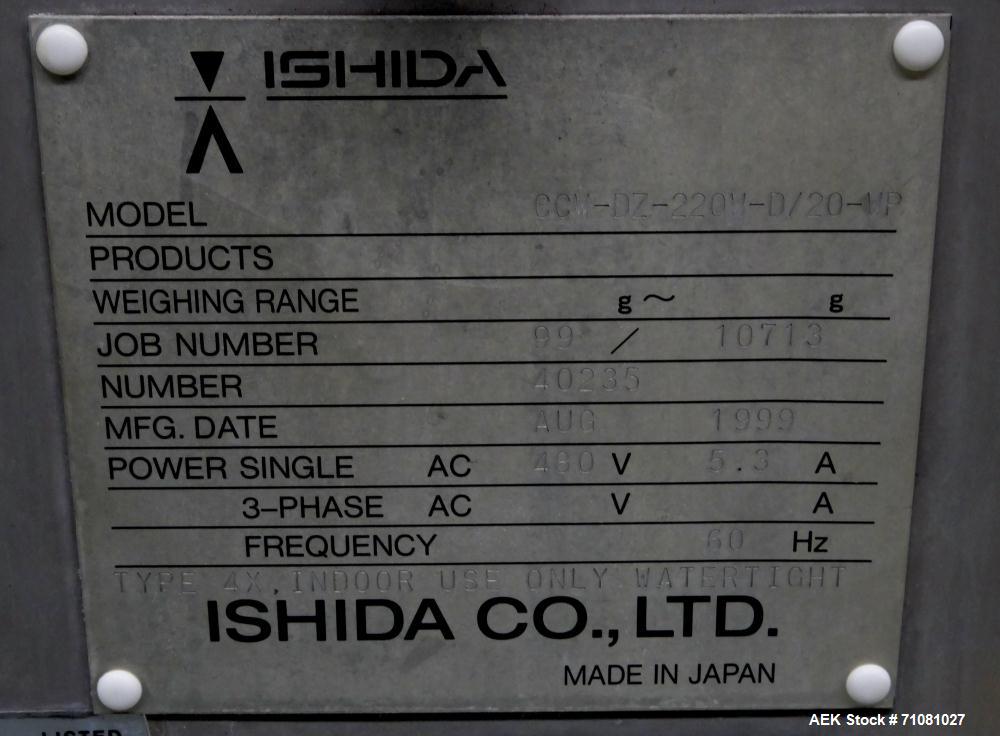 ISHIDA
MODEL CCW-DZ-220W-D/20-WP
PRODUCTS
WEIGHING RANGE g ~ g
JOB NUMBER 99 / 10713
NUMBER 40235
MFG. DATE AUG 1999
POWER SINGLE AC 480 V 5.3 A
3-PHASE AC V A
FREQUENCY 60 Hz
TYPE 4X, INDOOR USE ONLY WATERTIGHT
ISHIDA CO., LTD.
MADE IN JAPAN
LISTED
AEK Stock # 71081027